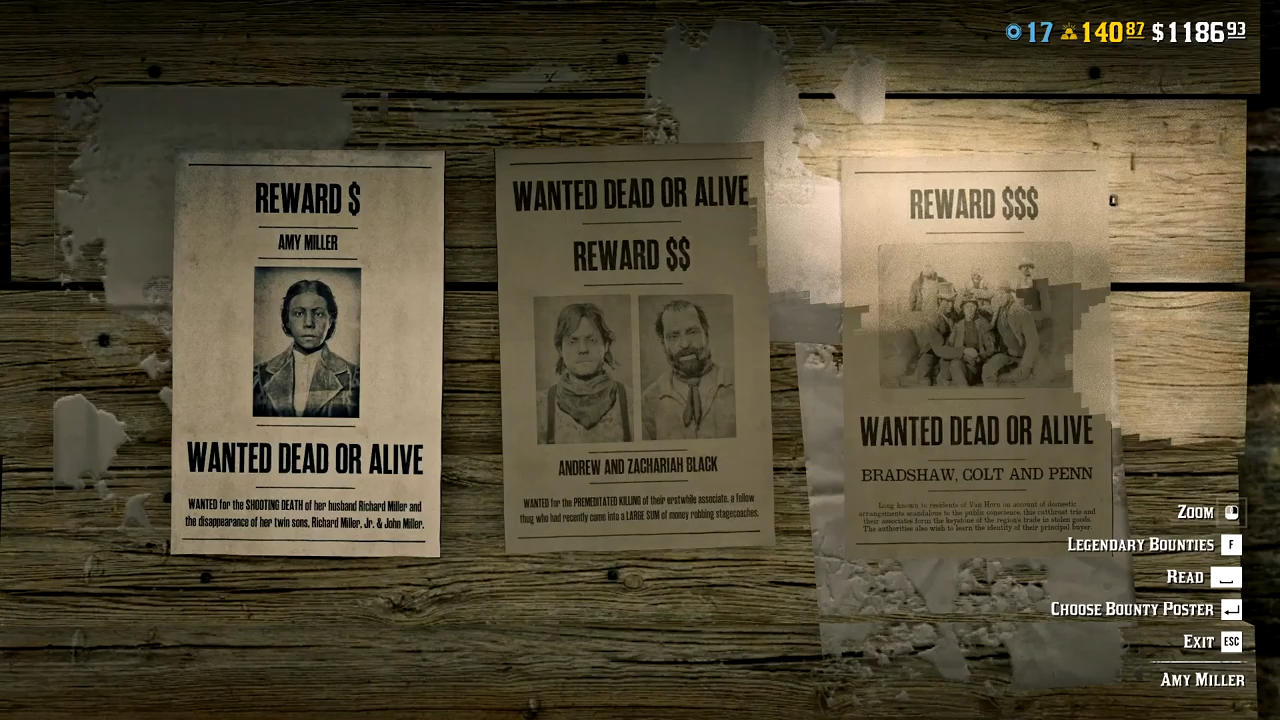 17 140 87 $1186 93
REWARD $
AMY MILLER
WANTED DEAD OR ALIVE
WANTED for the SHOOTING DEATH of her husband Richard Miller and
the disappearance of her twin sons, Richard Miller, Jr. & John Miller.
WANTED DEAD OR ALIVE
REWARD $$
ANDREW AND ZACHARIAH BLACK
WANTED for the PREMEDITATED KILLING of their erstwhile associate, a fellow
thug who had recently come into a LARGE SUM of money robbing stagecoaches.
REWARD $$$
WANTED DEAD OR ALIVE
BRADSHAW, COLT AND PENN
Long known to residents of Van Horn on account of domestic
arrangements scandalous to the public conscience, this cutthroat trio and
their associates form the keystone of the region's trade in stolen goods.
The authorities also wish to learn the identity of their principal buyer.
ZOOM
LEGENDARY BOUNTIES F
READ
CHOOSE BOUNTY POSTER
EXIT ESC
AMY MILLER